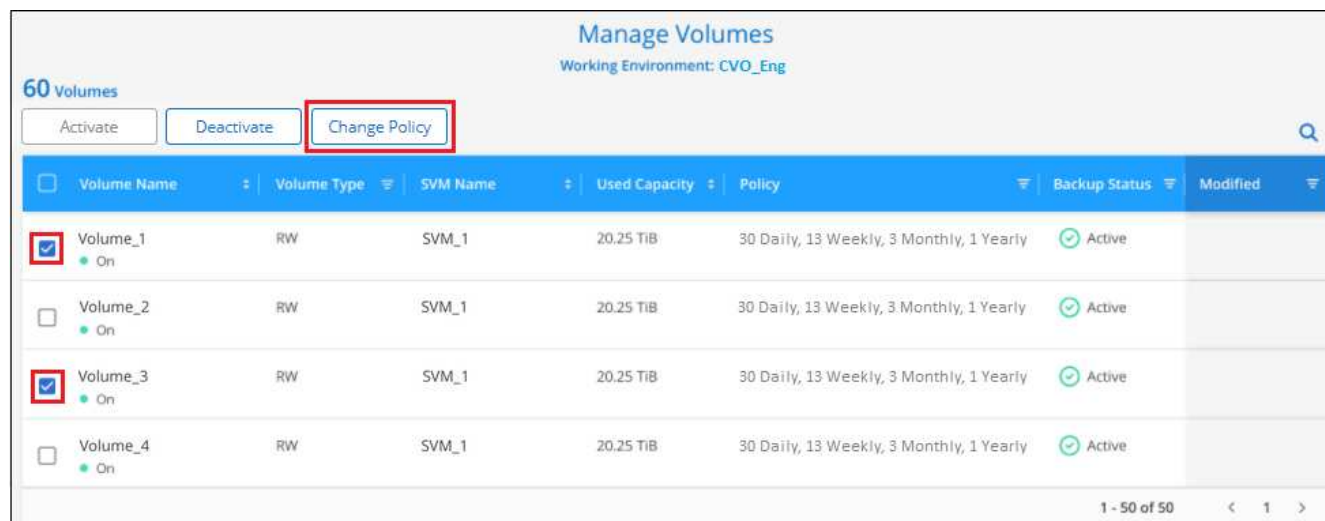 Manage Volumes
Working Environment: CVO_Eng
60 Volumes
Activate Deactivate Change Policy
Volume Name Volume Type SVM Name Used Capacity Policy Backup Status Modified
Volume_1 RW SVM_1 20.25 TiB 30 Daily, 13 Weekly, 3 Monthly, 1 Yearly Active
On
Volume_2 RW SVM_1 20.25 TiB 30 Daily, 13 Weekly, 3 Monthly, 1 Yearly Active
On
Volume_3 RW SVM_1 20.25 TiB 30 Daily, 13 Weekly, 3 Monthly, 1 Yearly Active
On
Volume_4 RW SVM_1 20.25 TiB 30 Daily, 13 Weekly, 3 Monthly, 1 Yearly Active
On
1 - 50 of 50 < 1 >